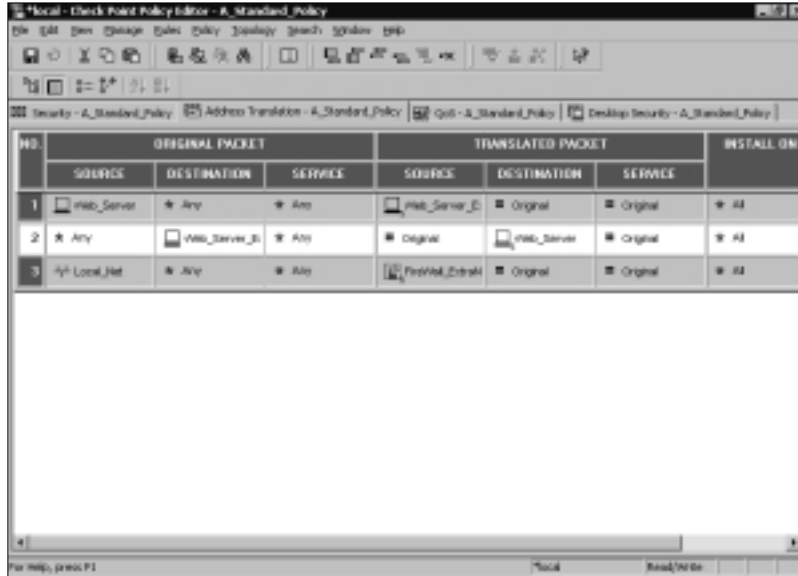 *local - Check Point Policy Editor - A_Standard_Policy
File Edit View Manage Rules Policy Topology Search Window Help
Security - A_Standard_Policy Address Translation - A_Standard_Policy QoS - A_Standard_Policy Desktop Security - A_Standard_Policy
NO. ORIGINAL PACKET TRANSLATED PACKET INSTALL ON
SOURCE DESTINATION SERVICE SOURCE DESTINATION SERVICE
1 Web_Server Any Any Web_Server_E Original Original All
2 Any Web_Server_E Any Original Web_Server Original All
3 Local_Net Any Any Original Original All
For Help, press F1 *local Read/Write